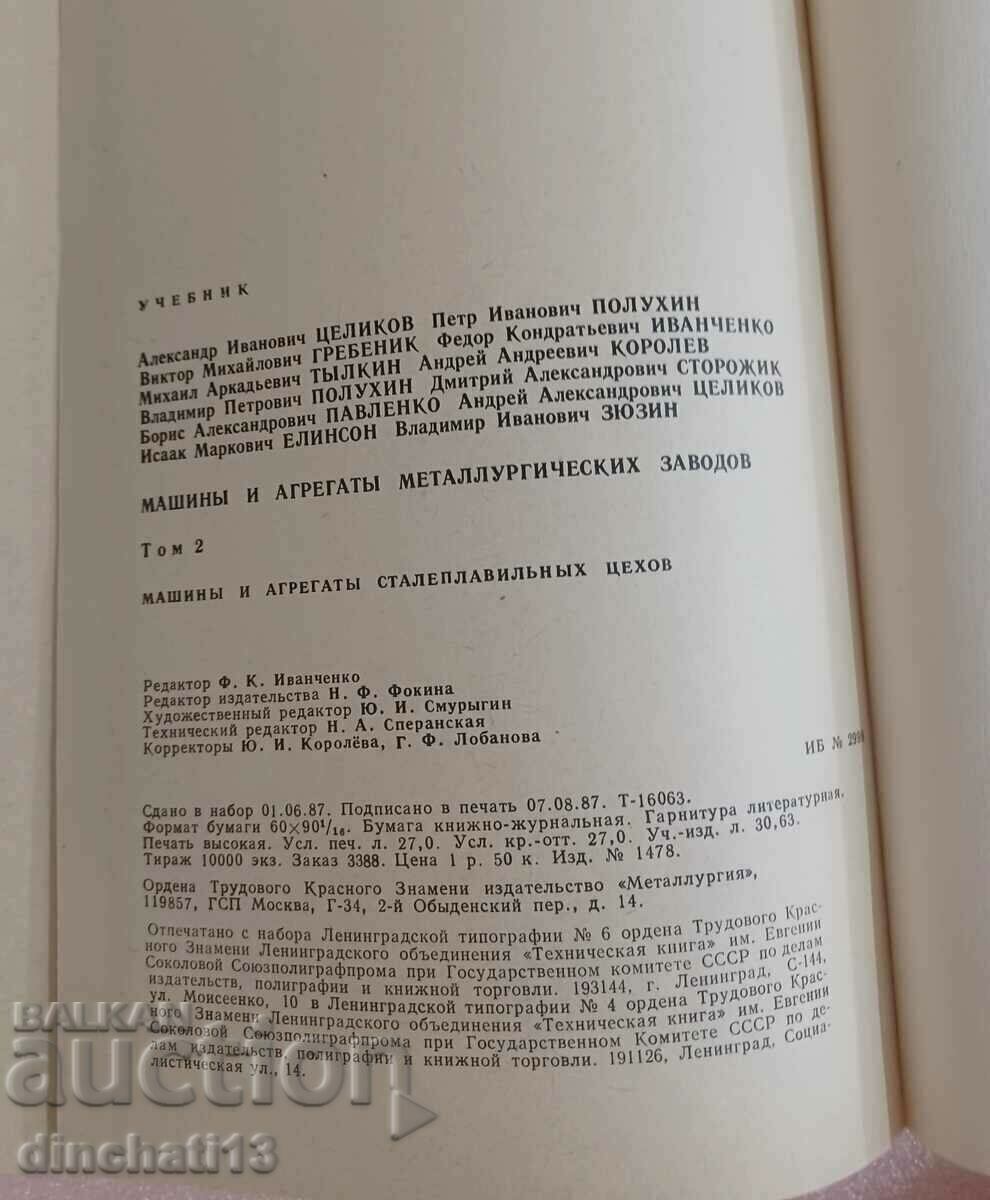 УЧЕБНИК
Александр Иванович ЦЕЛИКОВ Петр Иванович ПОЛУХИН
Виктор Михайлович ГРЕБЕНИК Федор Кондратьевич ИВАНЧЕНКО
Михаил Аркадьевич ТЫЛКИН Андрей Андреевич КОРОЛЕВ
Владимир Петрович ПОЛУХИН Дмитрий Александрович СТОРОЖИК
Борис Александрович ПАВЛЕНКО Андрей Александрович ЦЕЛИКОВ
Исаак Маркович ЕЛИНСОН Владимир Иванович ЗЮЗИН
МАШИНЫ И АГРЕГАТЫ МЕТАЛЛУРГИЧЕСКИХ ЗАВОДОВ
Том 2
МАШИНЫ И АГРЕГАТЫ СТАЛЕПЛАВИЛЬНЫХ ЦЕХОВ
Редактор Ф. К. Иванченко
Редактор издательства Н. Ф. Фокина
Художественный редактор Ю. И. Смурыгин
Технический редактор Н. А. Сперанская
Корректоры Ю. И. Королёва, Г. Ф. Лобанова
ИБ №
Сдано в набор 01.06.87. Подписано в печать 07.08.87. Т-16063.
Формат бумаги 60×90¹/₁₆. Бумага книжно-журнальная. Гарнитура литературная.
Печать высокая. Усл. печ. л. 27,0. Усл. кр.-отт. 27,0. Уч.-изд. л. 30,63.
Тираж 10000 экз. Заказ 3388. Цена 1 р. 50 к. Изд. № 1478.
Ордена Трудового Красного Знамени издательство «Металлургия»,
119857, ГСП Москва, Г-34, 2-й Обыденский пер., д. 14.
Отпечатано с набора Ленинградской типографии № 6 ордена Трудового Крас-
ного Знамени Ленинградского объединения «Техническая книга» им. Евгении
Соколовой Союзполиграфпрома при Государственном комитете СССР по делам
издательств, полиграфии и книжной торговли. 193144, г. Ленинград, С-144,
ул. Моисеенко, 10 в Ленинградской типографии № 4 ордена Трудового Крас-
ного Знамени Ленинградского объединения «Техническая книга» им. Евгении
Соколовой Союзполиграфпрома при Государственном Комитете СССР по де-
лам издательств, полиграфии и книжной торговли. 191126, Ленинград, Социа-
листическая ул., 14.
BALKAN
auction
dinchati13